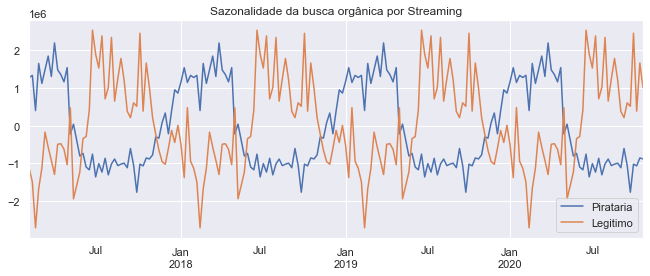 Sazonalidade da busca orgânica por Streaming
1e6
2
1
0
−1
−2
Jul
Jan
2018
Jul
Jan
2019
Jul
Jan
2020
Jul
Pirataria
Legitimo